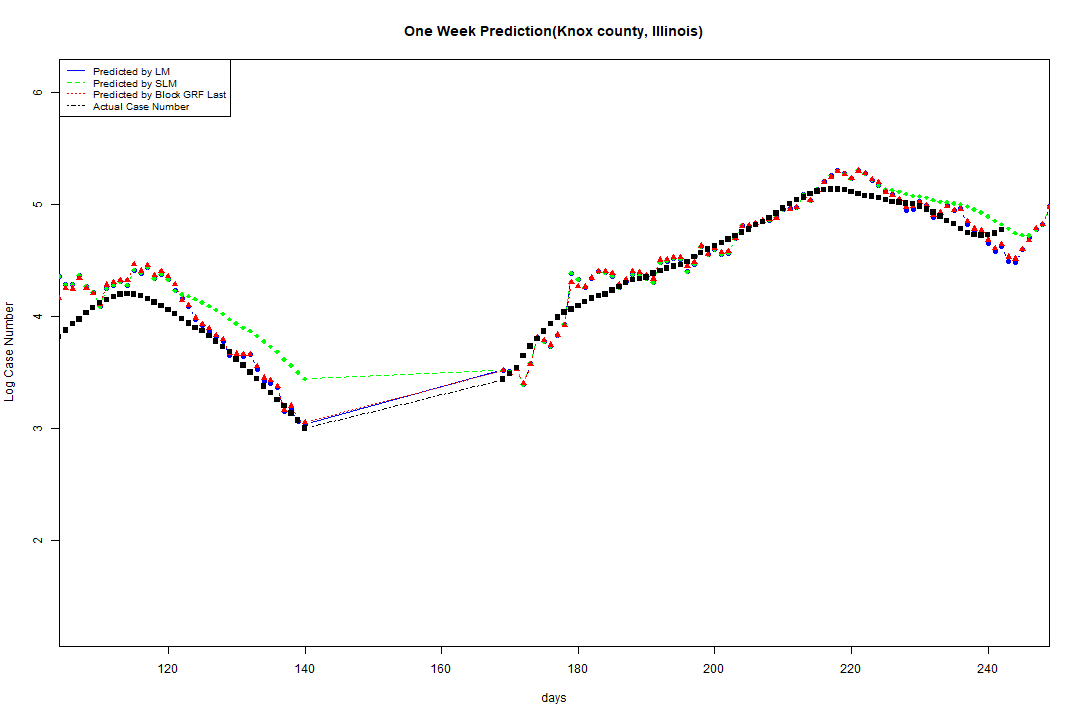 One Week Prediction(Knox county, Illinois)
Predicted by LM
Predicted by SLM
Predicted by Block GRF Last
Actual Case Number
6
5
4
3
2
Log Case Number
120 140 160 180 200 220 240
days